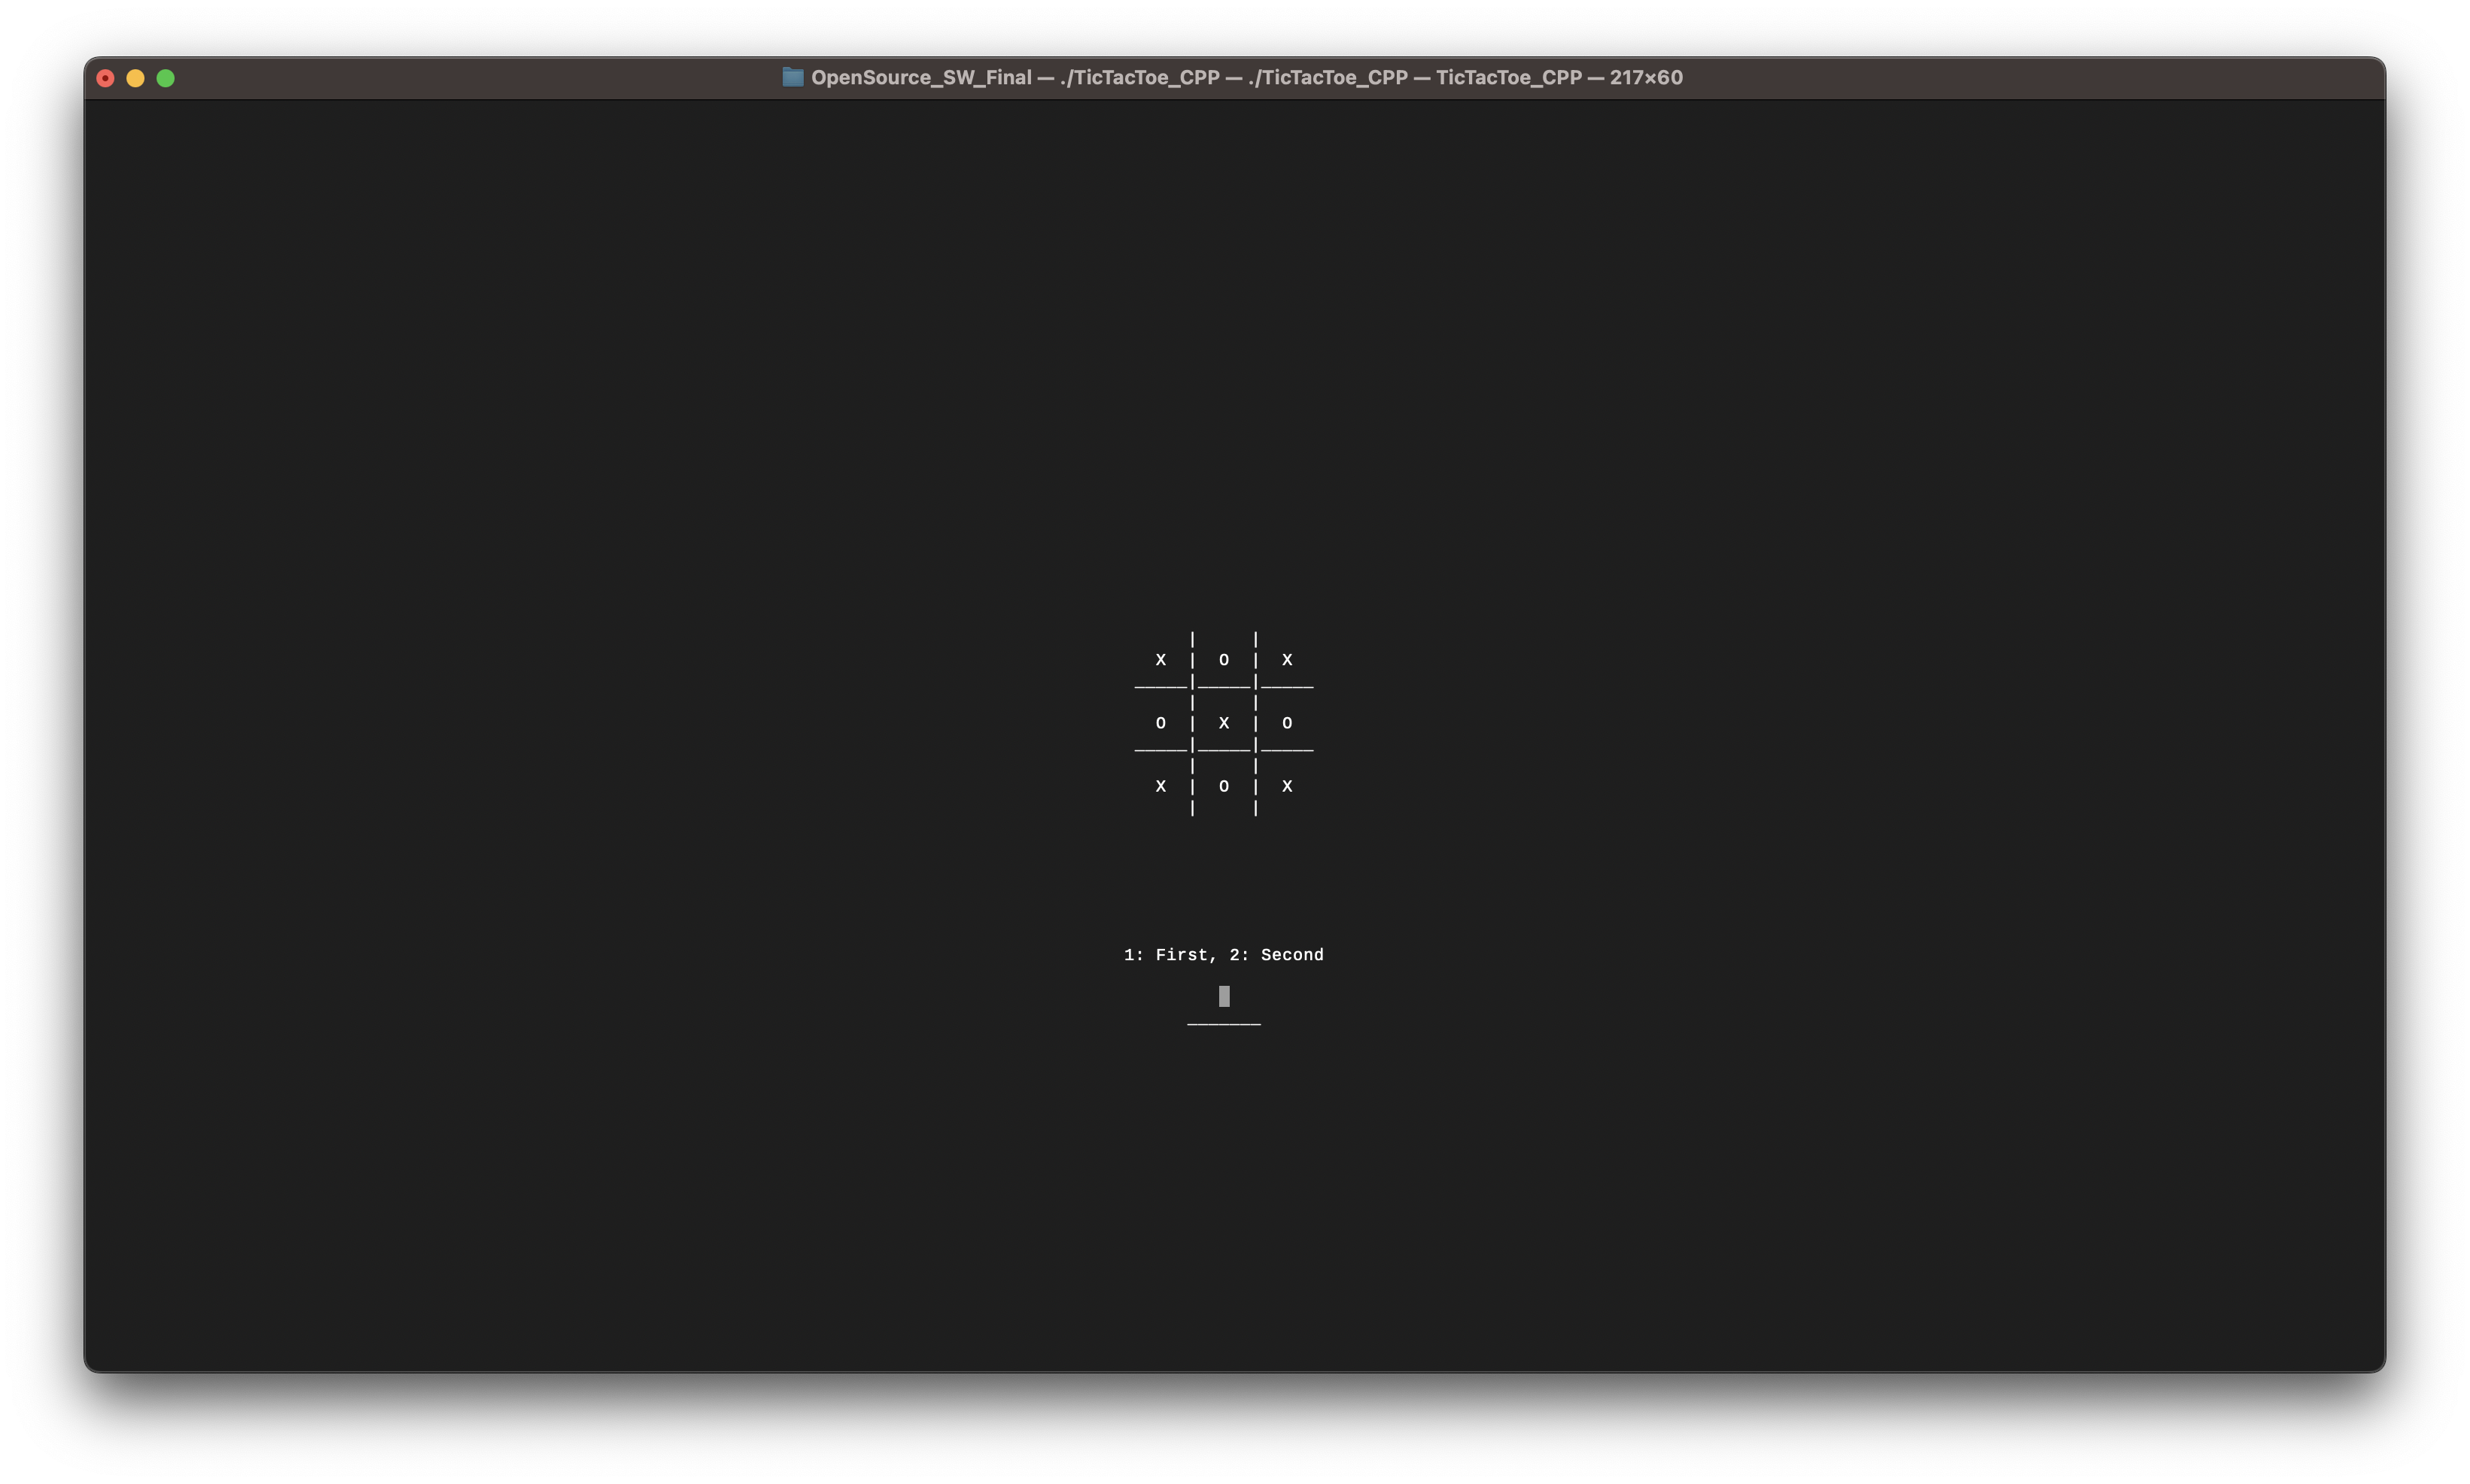 OpenSource_SW_Final — ./TicTacToe_CPP — ./TicTacToe_CPP — TicTacToe_CPP — 217×60
X | O | X
O | X | O
X | O | X
1: First, 2: Second